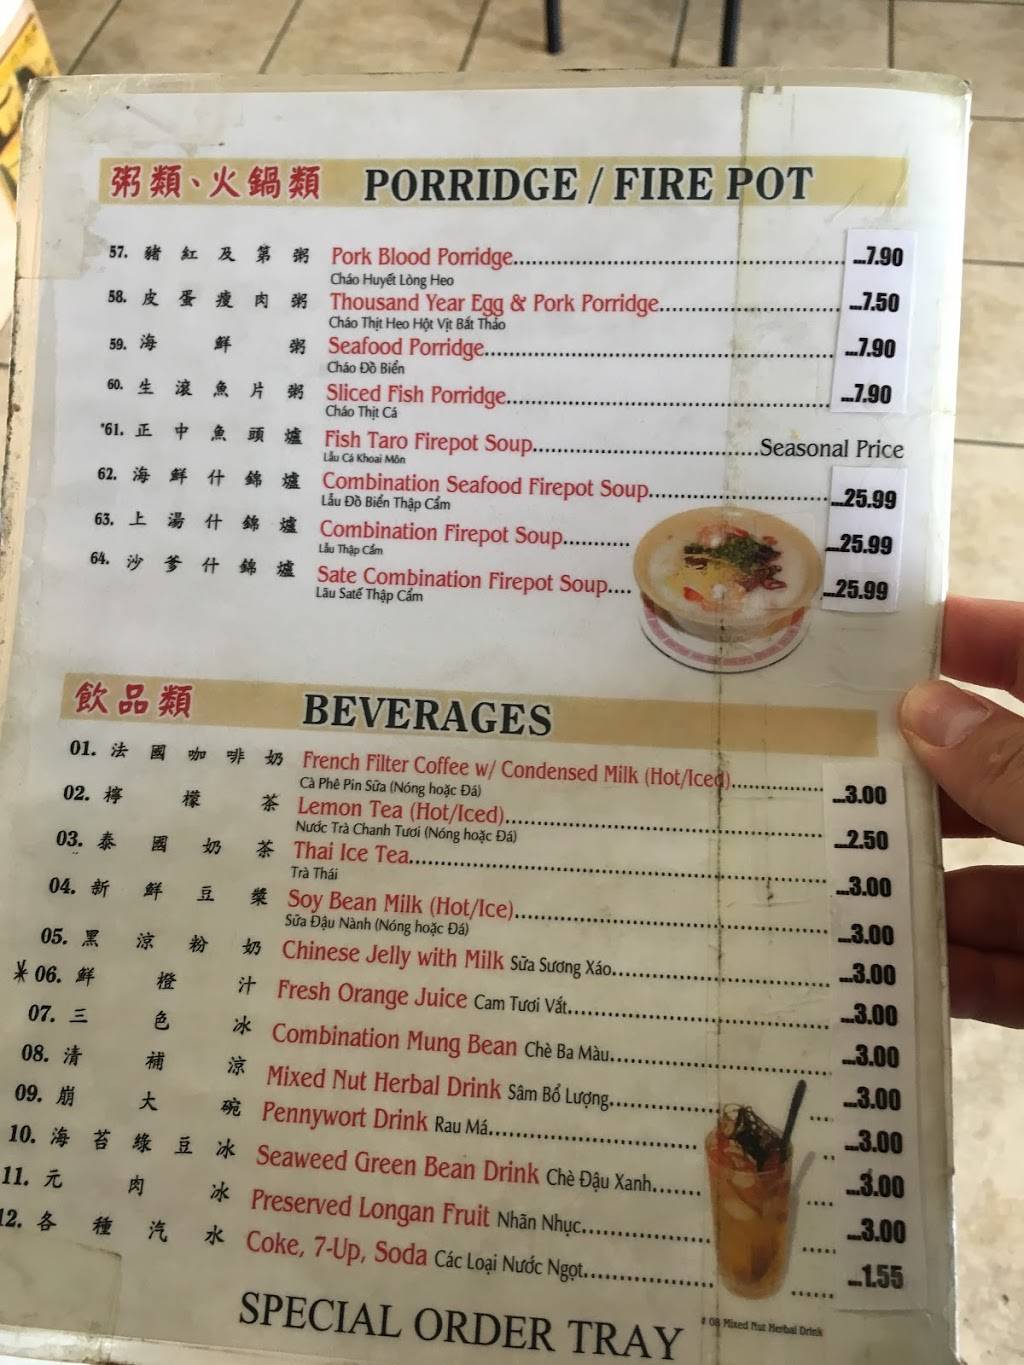 粥類、火鍋類 PORRIDGE / FIRE POT
57. 豬紅及第粥 Pork Blood Porridge...7.90
Cháo Huyết Lòng Heo
58. 皮蛋瘦肉粥 Thousand Year Egg & Pork Porridge...7.50
Cháo Thịt Heo Hột Vịt Bắt Thảo
59. 海鮮粥 Seafood Porridge...7.90
Cháo Đồ Biển
60. 生滾魚片粥 Sliced Fish Porridge...7.90
Cháo Thịt Cá
*61. 正中魚頭爐 Fish Taro Firepot Soup...Seasonal Price
Lẩu Cá Khoai Môn
62. 海鮮什錦爐 Combination Seafood Firepot Soup...25.99
Lẩu Đồ Biển Thập Cẩm
63. 上湯什錦爐 Combination Firepot Soup...25.99
Lẩu Thập Cẩm
64. 沙爹什錦爐 Sate Combination Firepot Soup...25.99
Lẩu Saté Thập Cẩm
飲品類 BEVERAGES
01. 法國咖啡奶 French Filter Coffee w/ Condensed Milk (Hot/Iced)...3.00
Cà Phê Pin Sữa (Nóng hoặc Đá)
02. 檸檬茶 Lemon Tea (Hot/Iced)...2.50
Nước Trà Chanh Tươi (Nóng hoặc Đá)
03. 泰國奶茶 Thai Ice Tea...3.00
Trà Thái
04. 新鮮豆漿 Soy Bean Milk (Hot/Ice)...3.00
Sữa Đậu Nành (Nóng hoặc Đá)
05. 黑涼粉奶 Chinese Jelly with Milk Sữa Sương Xáo...3.00
* 06. 鮮橙汁 Fresh Orange Juice Cam Tươi Vắt...3.00
07. 三色冰 Combination Mung Bean Chè Ba Màu...3.00
08. 清補涼 Mixed Nut Herbal Drink Sâm Bổ Lượng...3.00
09. 崩大碗 Pennywort Drink Rau Má...3.00
10. 海苔綠豆冰 Seaweed Green Bean Drink Chè Đậu Xanh...3.00
11. 元肉冰 Preserved Longan Fruit Nhãn Nhục...3.00
12. 各種汽水 Coke, 7-Up, Soda Các Loại Nước Ngọt...1.55
# 08 Mixed Nut Herbal Drink
SPECIAL ORDER TRAY